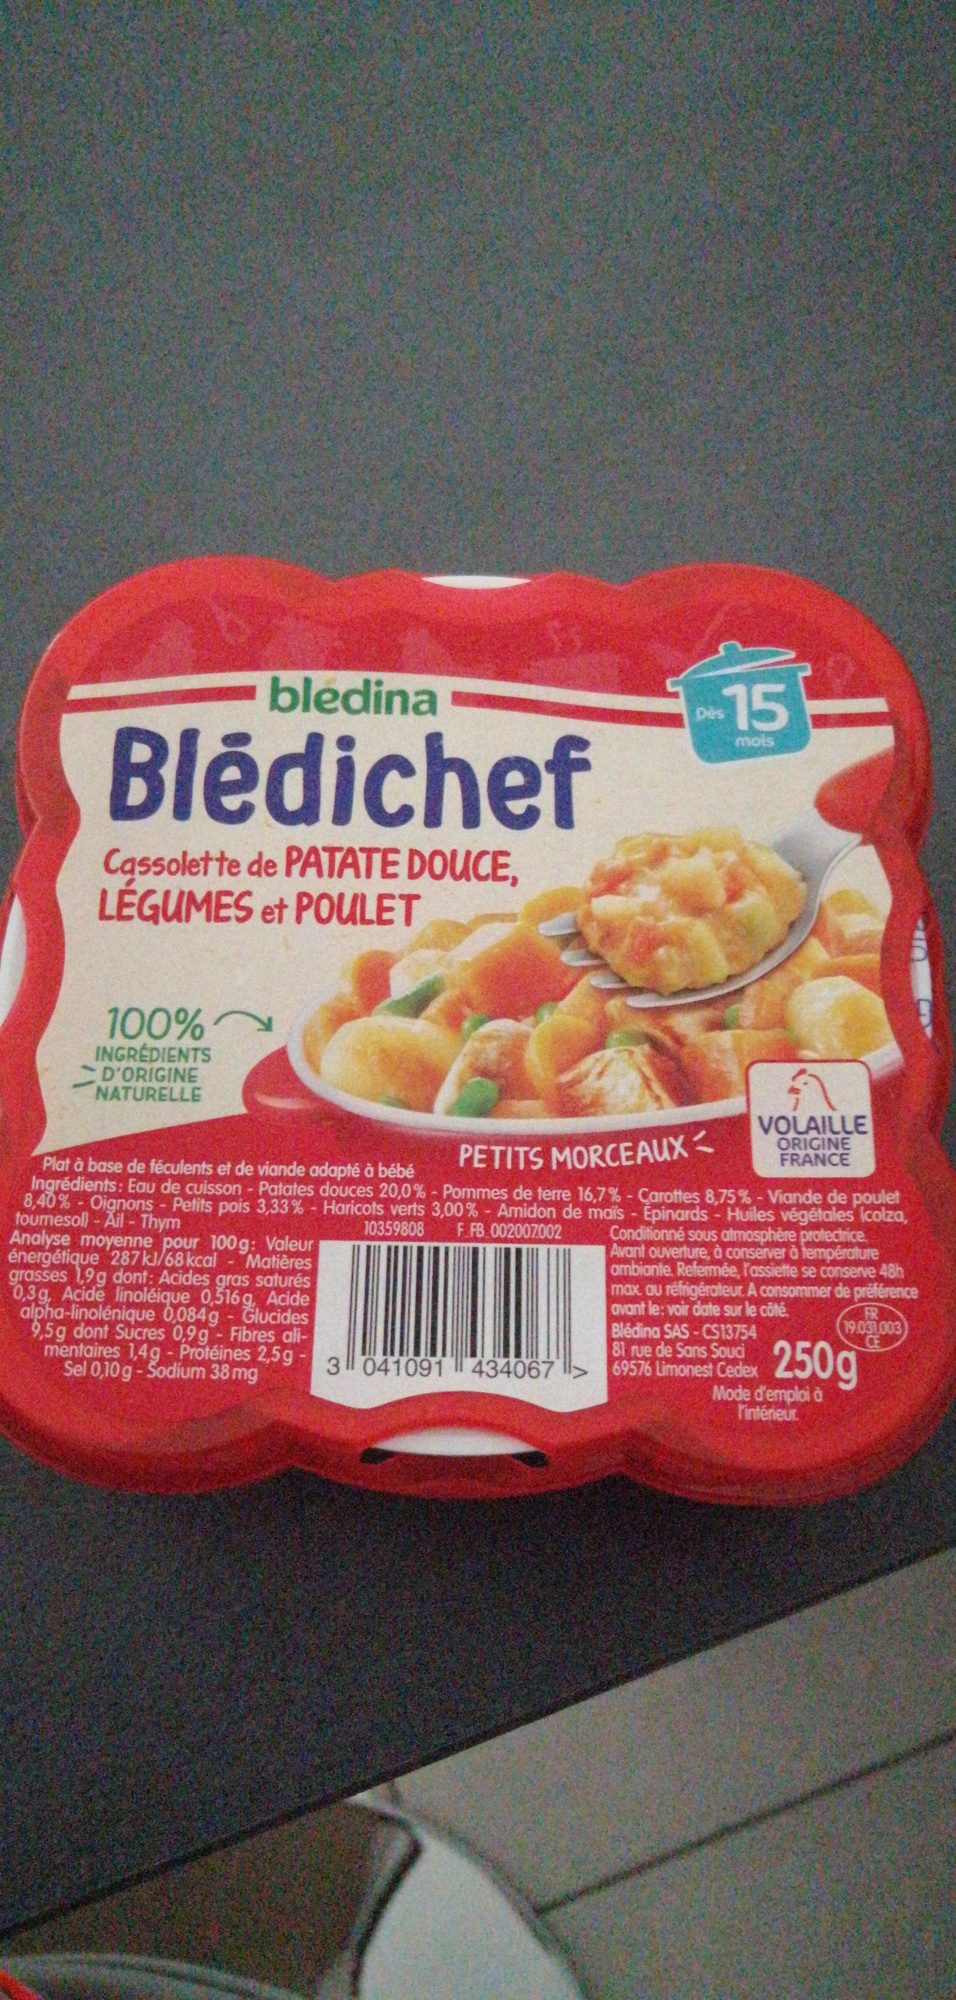 blédina
Blédichef
Dès 15 mois
Cassolette de PATATE DOUCE,
LÉGUMES et POULET
100%
INGRÉDIENTS
D'ORIGINE
NATURELLE
VOLAILLE
ORIGINE
FRANCE
PETITS MORCEAUX
Plat à base de féculents et de viande adapté à bébé
Ingrédients: Eau de cuisson - Patates douces 20,0% - Pommes de terre 16,7% - Carottes 8,75% - Viande de poulet
8,40% - Oignons - Petits pois 3,33% - Haricots verts 3,00% - Amidon de maïs - Épinards - Huiles végétales (colza,
tournesol) - Ail - Thym
10359808 F_FB_002007.002
Analyse moyenne pour 100g: Valeur
énergétique 287kJ/68kcal - Matières
grasses 1,9g dont: Acides gras saturés
0,3g, Acide linoléique 0,516g, Acide
alpha-linolénique 0,084g - Glucides
9,5g dont Sucres 0,9g - Fibres ali-
mentaires 1,4g - Protéines 2,5g -
Sel 0,10g - Sodium 38mg
3 041091 434067 >
Conditionné sous atmosphère protectrice.
Avant ouverture, à conserver à température
ambiante. Refermée, l'assiette se conserve 48h
max. au réfrigérateur. A consommer de préférence
avant le: voir date sur le côté.
Blédina SAS - CS13754
81 rue de Sans Souci
69576 Limonest Cedex
FR
19.031.003
CE
250g
Mode d'emploi à
l'intérieur.